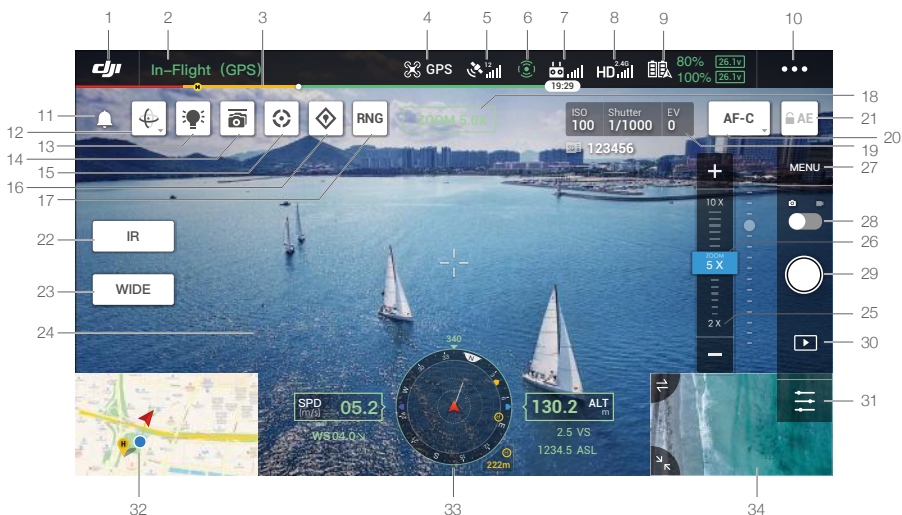 1 2 3 4 5 6 7 8 9 10
dji In-Flight (GPS) GPS 12 HD 2.4G 80% 26.1v
100% 26.1v
H 19:29
11 18
ZOOM 5.0X
RNG
ISO 100 Shutter 1/1000 EV 0
AF-C AE 21
12 20
13 19
123456
14
15
16
17
MENU 27
+
10 X
28
22 IR
26
ZOOM
5 X
29
23 WIDE
25
2 X
24
30
340
N
31
SPD (m/s) 05.2
WS 04.0
W E S
130.2 ALT m
2.5 VS
1234.5 ASL
222m
H
32 33 34